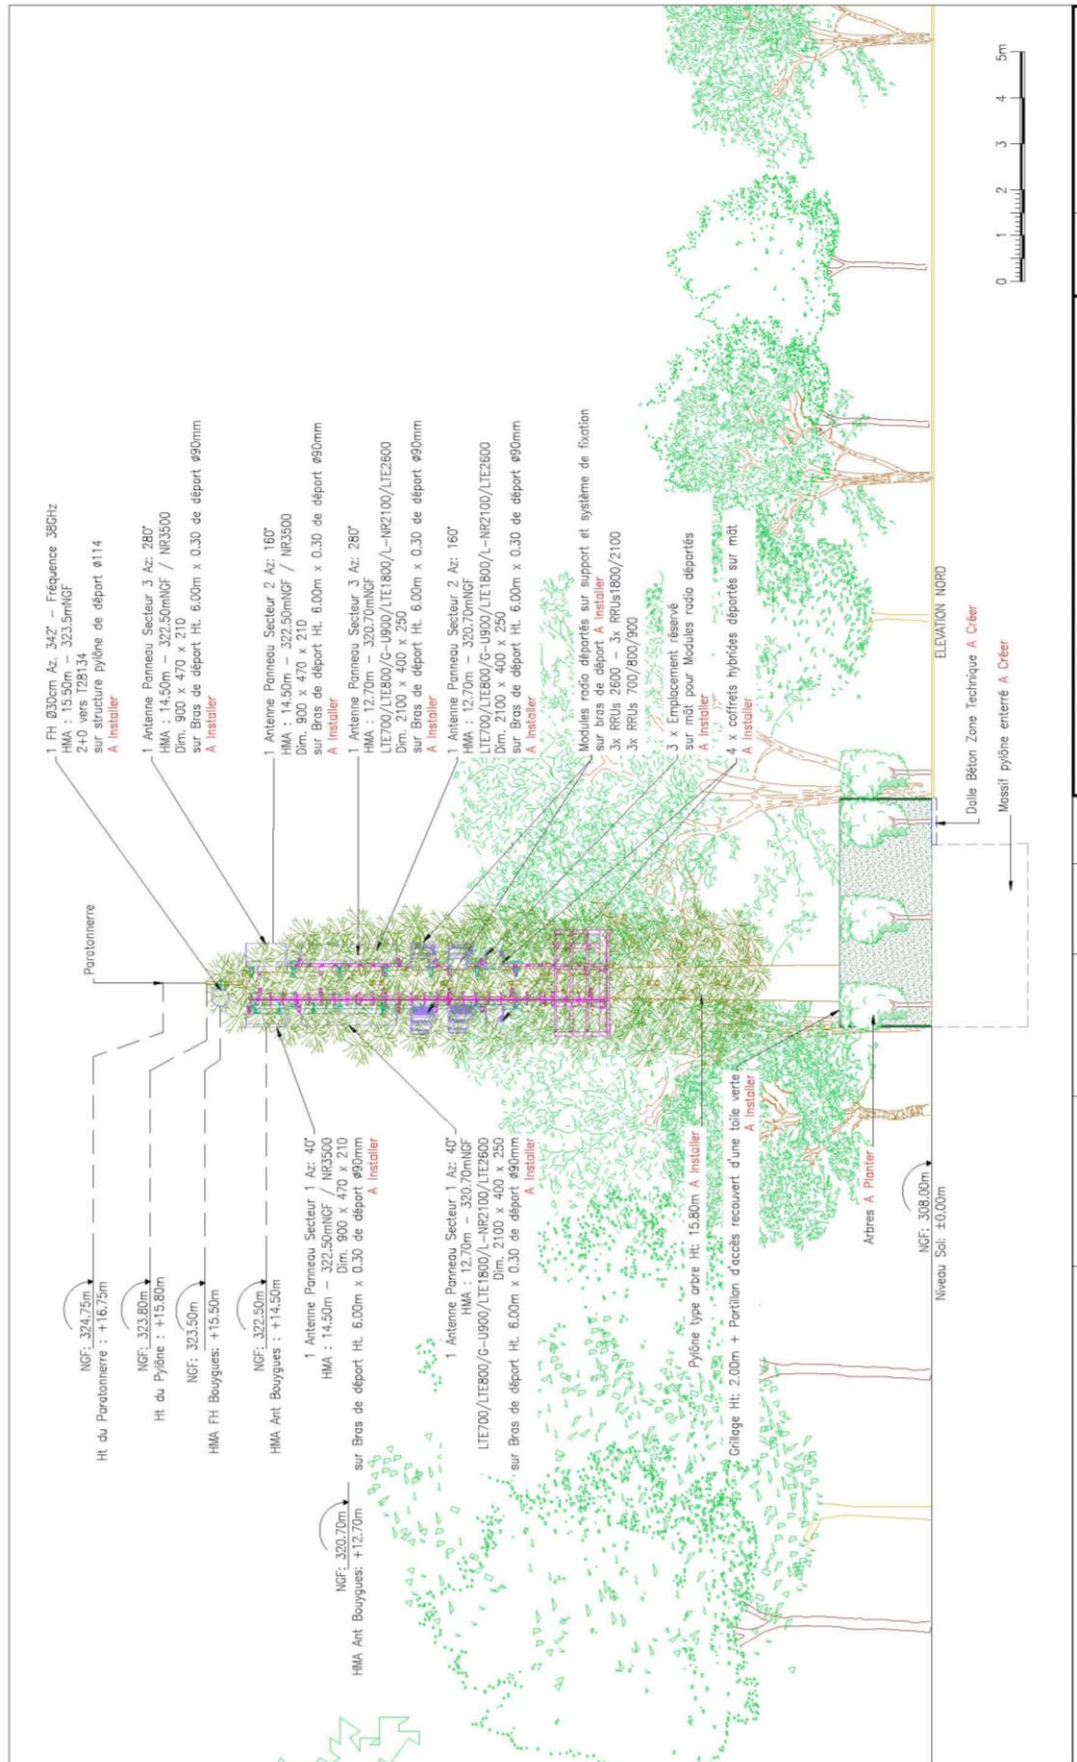 Paratonnerre
1 FH Ø30cm Az. 342° - Fréquence 38GHz
HMA : 15.50m - 323.5mNGF
2+0 vers T28134
sur structure pylône de départ ø114
A Installer
1 Antenne Panneau Secteur 3 Az: 280°
HMA : 14.50m - 322.50mNGF / NR3500
Dim. 900 x 470 x 210
sur Bras de départ Ht. 6.00m x 0.30 de départ ø90mm
A Installer
1 Antenne Panneau Secteur 2 Az: 160°
HMA : 14.50m - 322.50mNGF / NR3500
Dim. 900 x 470 x 210
sur Bras de départ Ht. 6.00m x 0.30 de départ ø90mm
A Installer
1 Antenne Panneau Secteur 3 Az: 280°
HMA : 12.70m - 320.70mNGF
LTE700/LTE800/G-U900/LTE1800/L-NR2100/LTE2600
Dim. 2100 x 400 x 250
sur Bras de départ Ht. 6.00m x 0.30 de départ ø90mm
A Installer
1 Antenne Panneau Secteur 2 Az: 160°
HMA : 12.70m - 320.70mNGF
LTE700/LTE800/G-U900/LTE1800/L-NR2100/LTE2600
Dim. 2100 x 400 x 250
sur Bras de départ Ht. 6.00m x 0.30 de départ ø90mm
A Installer
Modules radio déportés sur support et système de fixation
sur bras de départ A Installer
3x RRUs 2600 - 3x RRUs1800/2100
3x RRUs 700/800/900
3 x Emplacement réservé
sur mât pour Modules radio déportés
A Installer
4 x coffrets hybrides déportés sur mât
A Installer
NGF: 324.75m
Ht du Paratonnerre : +16.75m
NGF: 323.80m
Ht du Pylône : +15.80m
NGF: 323.50m
HMA FH Bouygues: +15.50m
NGF: 322.50m
HMA Ant Bouygues : +14.50m
1 Antenne Panneau Secteur 1 Az: 40°
HMA : 14.50m - 322.50mNGF / NR3500
Dim. 900 x 470 x 210
sur Bras de départ Ht. 6.00m x 0.30 de départ ø90mm
A Installer
NGF: 320.70m
HMA Ant Bouygues: +12.70m
1 Antenne Panneau Secteur 1 Az: 40°
HMA : 12.70m - 320.70mNGF
LTE700/LTE800/G-U900/LTE1800/L-NR2100/LTE2600
Dim. 2100 x 400 x 250
sur Bras de départ Ht. 6.00m x 0.30 de départ ø90mm
A Installer
Pylône type arbre Ht: 15.80m A Installer
Grillage Ht: 2.00m + Portillon d'accès recouvert d'une toile verte
A Installer
Arbres A Planter
NGF: 308.00m
Niveau Sol: ±0.00m
ELEVATION NORD
Dalle Béton Zone Technique A Créer
Massif pylône enterré A Créer
0 1 2 3 4 5m